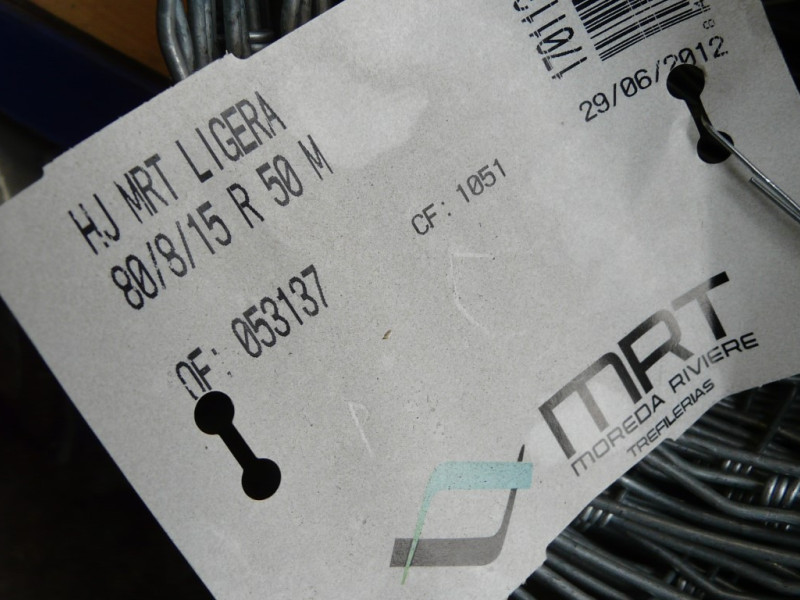 29/06/2012
HJ MRT LIGERA
80/8/15 R 50 M
CF: 1051
OF: 053137
MRT
MOREDA RIVIERE
TREFILERIAS